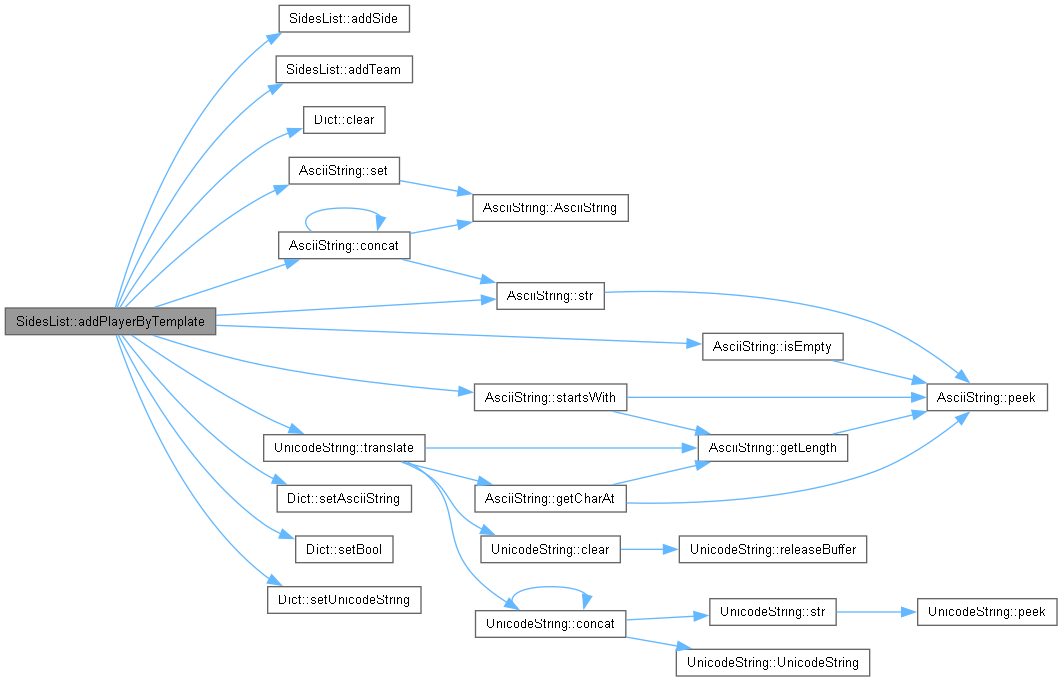 SidesList::addSide
SidesList::addTeam
Dict::clear
AsciiString::set
AsciiString::AsciiString
AsciiString::concat
AsciiString::str
SidesList::addPlayerByTemplate
AsciiString::isEmpty
AsciiString::startsWith
AsciiString::peek
UnicodeString::translate
AsciiString::getLength
Dict::setAsciiString
AsciiString::getCharAt
Dict::setBool
UnicodeString::clear
UnicodeString::releaseBuffer
Dict::setUnicodeString
UnicodeString::concat
UnicodeString::str
UnicodeString::peek
UnicodeString::UnicodeString